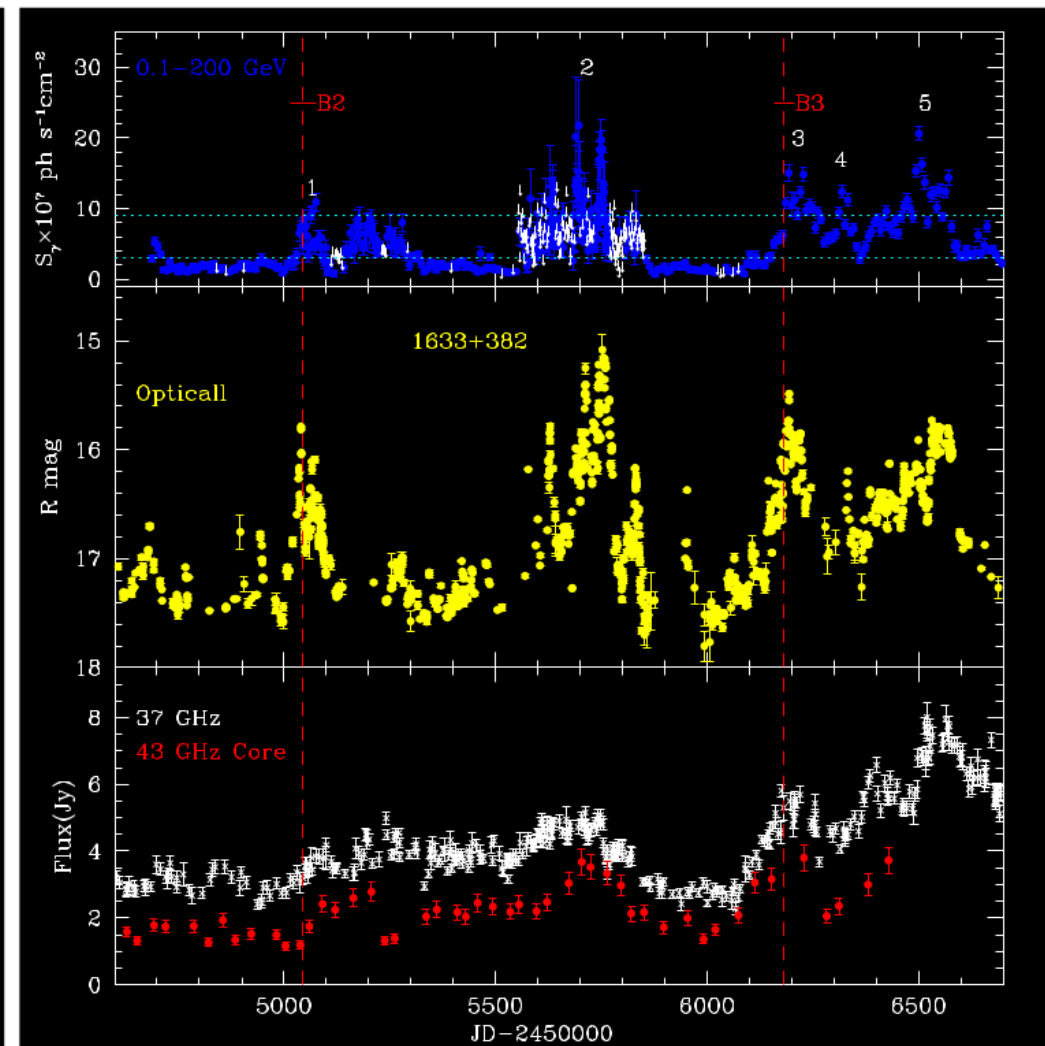 0.1-200 GeV
B2
B3
1
2
3
4
5
30
20
10
0
Sγ×10⁷ ph s⁻¹cm⁻²
1633+382
Opticall
15
16
17
18
R mag
37 GHz
43 GHz Core
8
6
4
2
0
Flux(Jy)
5000
5500
6000
6500
JD-2450000